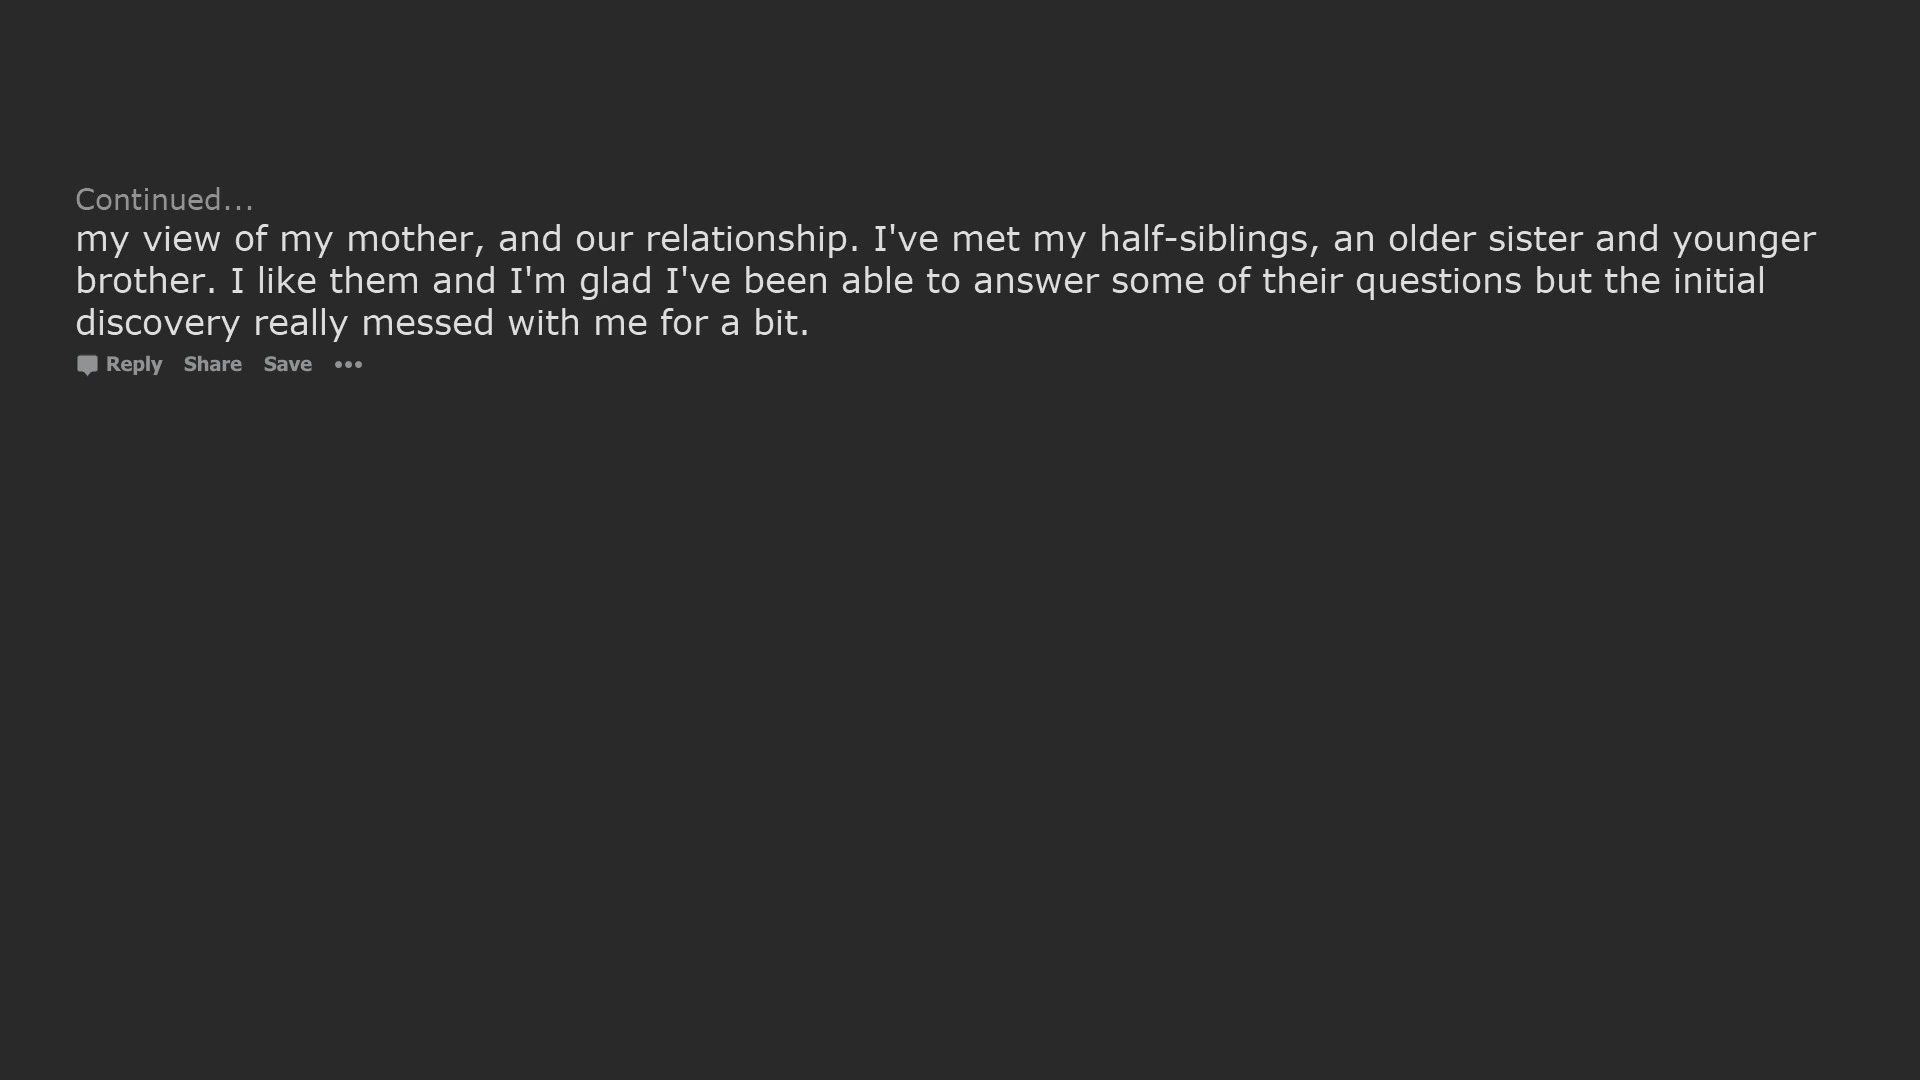 Continued...
my view of my mother, and our relationship. I've met my half-siblings, an older sister and younger
brother. I like them and I'm glad I've been able to answer some of their questions but the initial
discovery really messed with me for a bit.
Reply Share Save •••